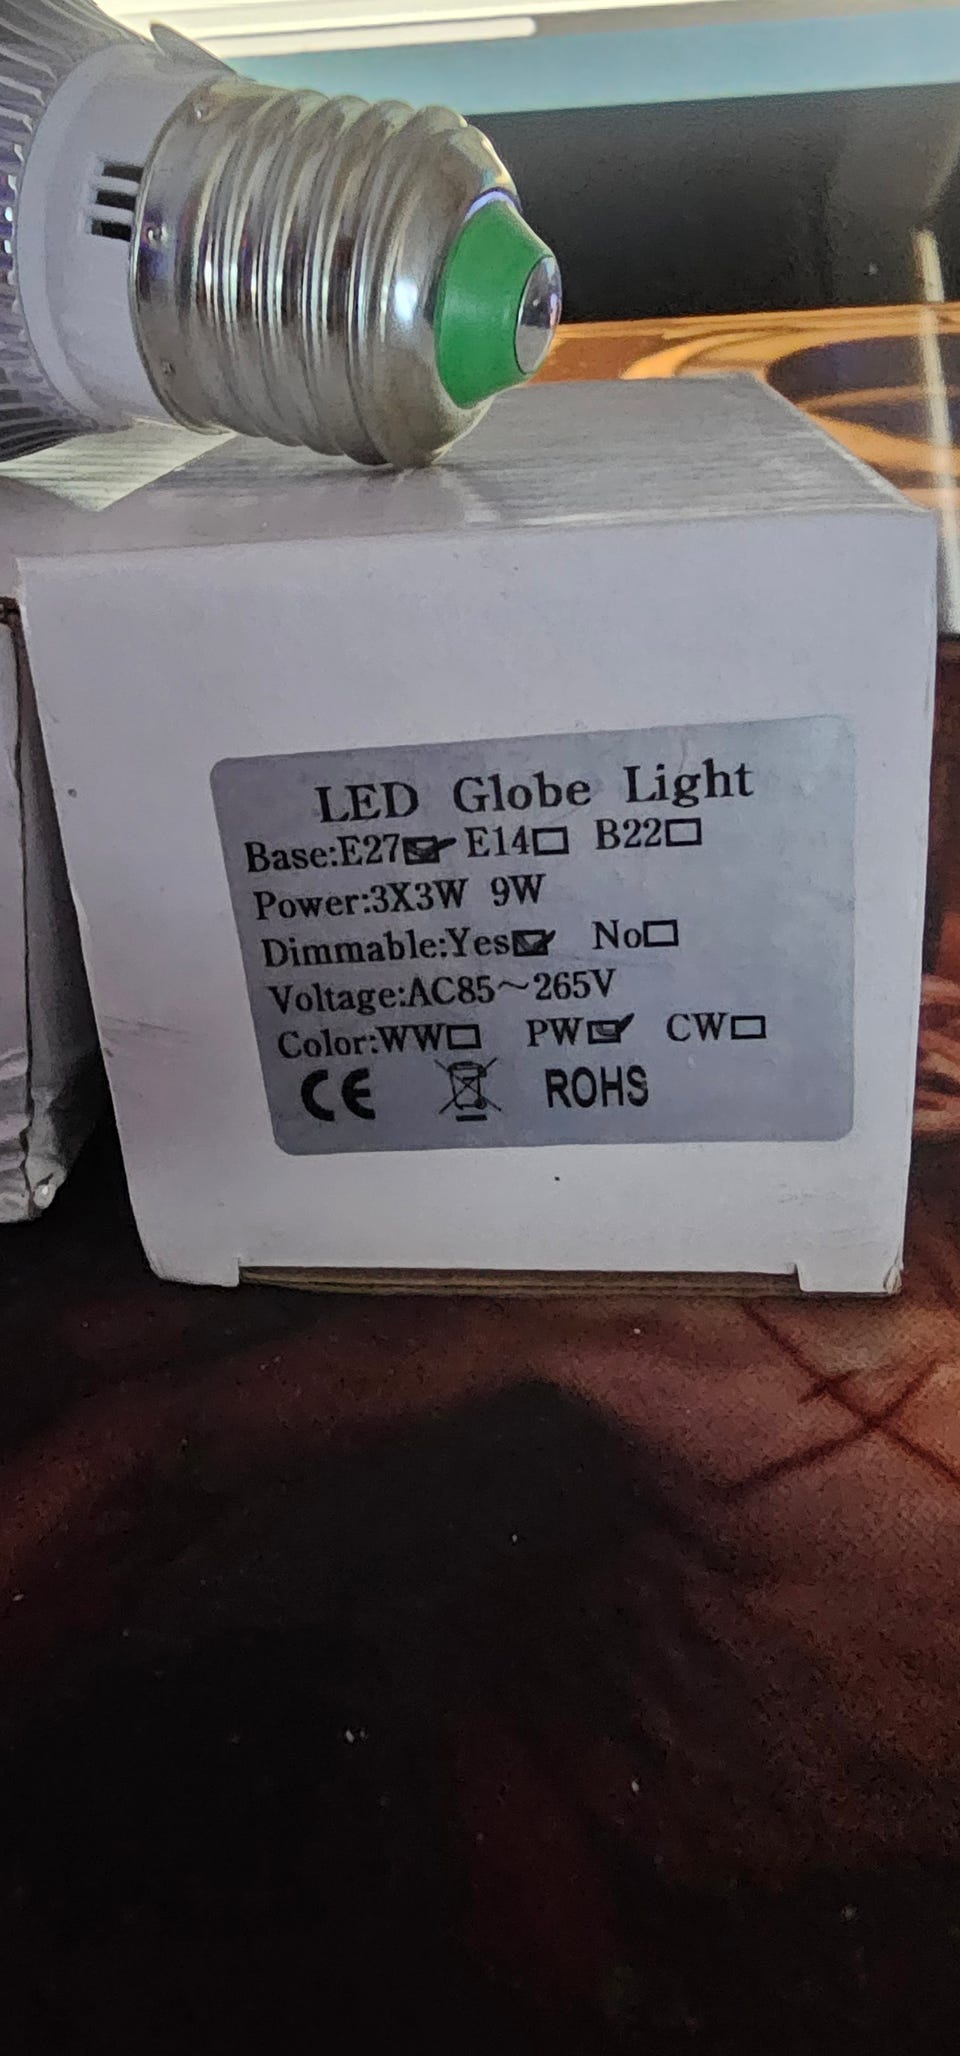 LED Globe Light
Base:E27☑ E14☐ B22☐
Power:3X3W 9W
Dimmable:Yes☑ No☐
Voltage:AC85~265V
Color:WW☐ PW☑ CW☐
CE ROHS